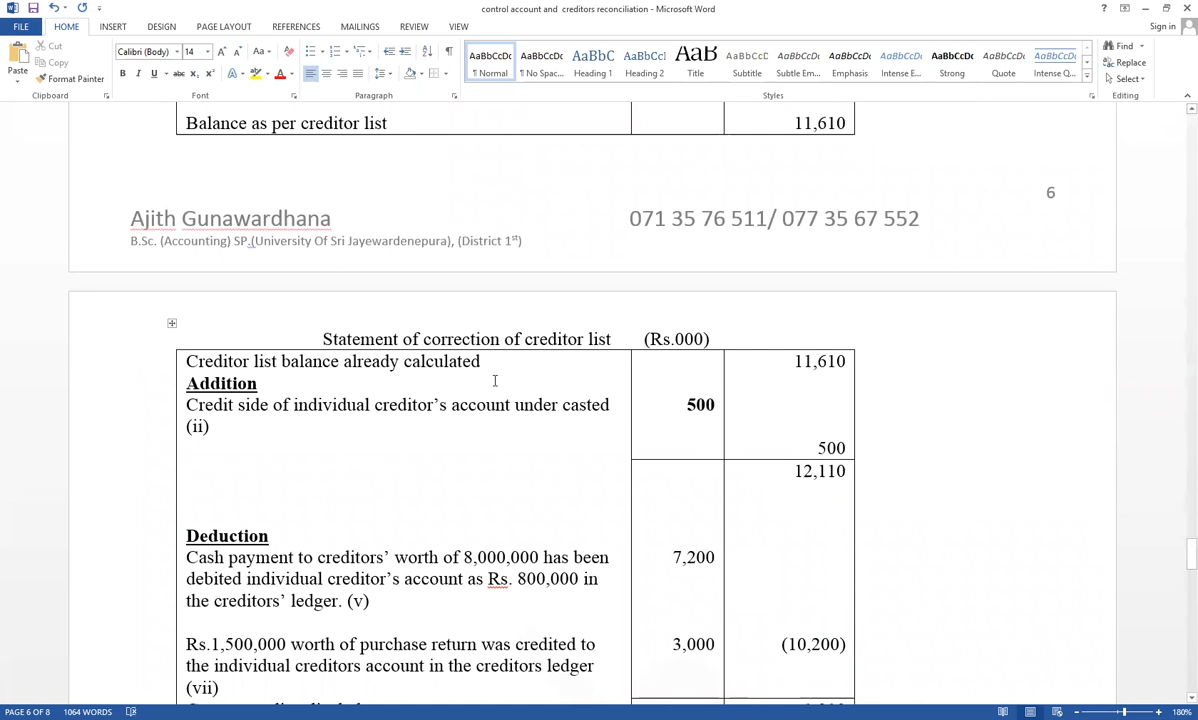 control account and creditors reconciliation - Microsoft Word
Sign in
FILE HOME INSERT DESIGN PAGE LAYOUT REFERENCES MAILINGS REVIEW VIEW
Paste
Cut
Copy
Format Painter
Clipboard
Calibri (Body) 14
Font
Paragraph
AaBbCcDc AaBbCcDc AaBbC AaBbCcI AaB AaBbCcC AaBbCcDc AaBbCcDc AaBbCcDc AaBbCcDc AaBbCcDc AaBbCcDc
¶ Normal ¶ No Spac... Heading 1 Heading 2 Title Subtitle Subtle Em... Emphasis Intense E... Strong Quote Intense Q...
Styles
Find
Replace
Select
Editing
Balance as per creditor list 11,610
6
Ajith Gunawardhana 071 35 76 511/ 077 35 67 552
B.Sc. (Accounting) SP.(University Of Sri Jayewardenepura), (District 1st)
Statement of correction of creditor list (Rs.000)
Creditor list balance already calculated 11,610
Addition
Credit side of individual creditor's account under casted 500
(ii)
500
12,110
Deduction
Cash payment to creditors' worth of 8,000,000 has been 7,200
debited individual creditor's account as Rs. 800,000 in
the creditors' ledger. (v)
Rs.1,500,000 worth of purchase return was credited to 3,000 (10,200)
the individual creditors account in the creditors ledger
(vii)
PAGE 6 OF 8 1064 WORDS 180%